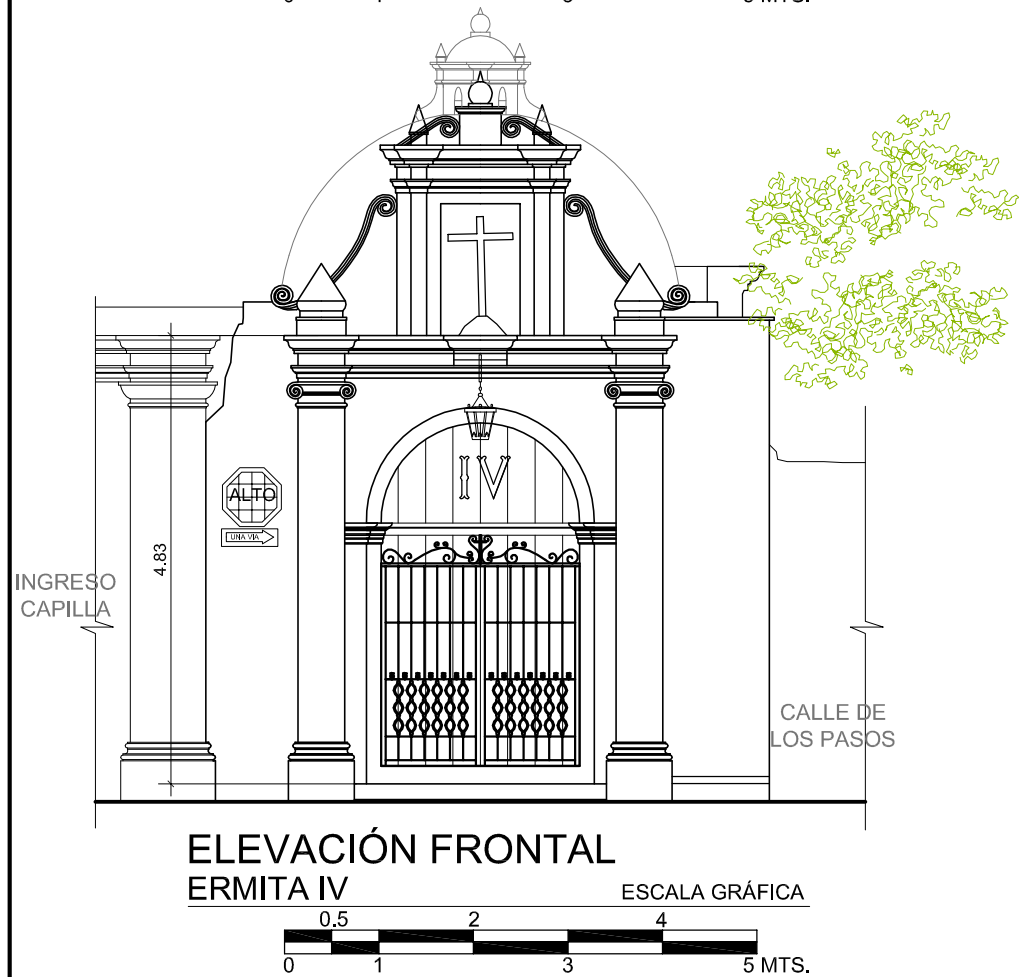 IV
ALTO
UNA VIA
4.83
INGRESO
CAPILLA
CALLE DE
LOS PASOS
ELEVACIÓN FRONTAL
ERMITA IV
ESCALA GRÁFICA
0.5 2 4
0 1 3 5 MTS.